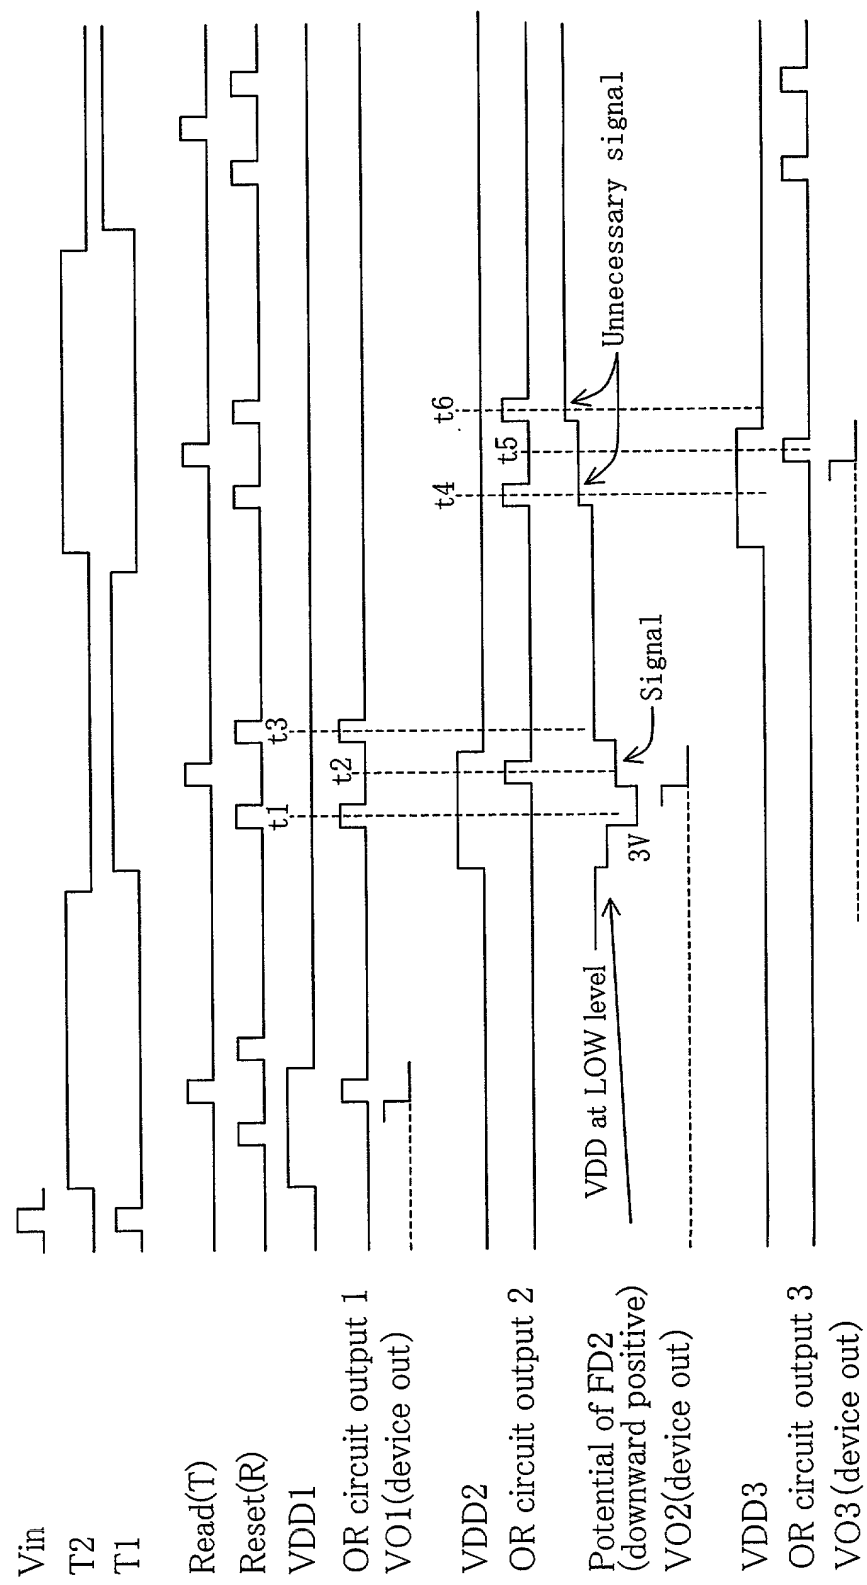 Vin
T2
T1
Read(T)
Reset(R)
VDD1
t1
t3
OR circuit output 1
t2
VO1(device out)
VDD2
t4
t6
OR circuit output 2
t5
VDD at LOW level
Potential of FD2
(downward positive)
3V
Signal
Unnecessary signal
VO2(device out)
VDD3
OR circuit output 3
VO3(device out)